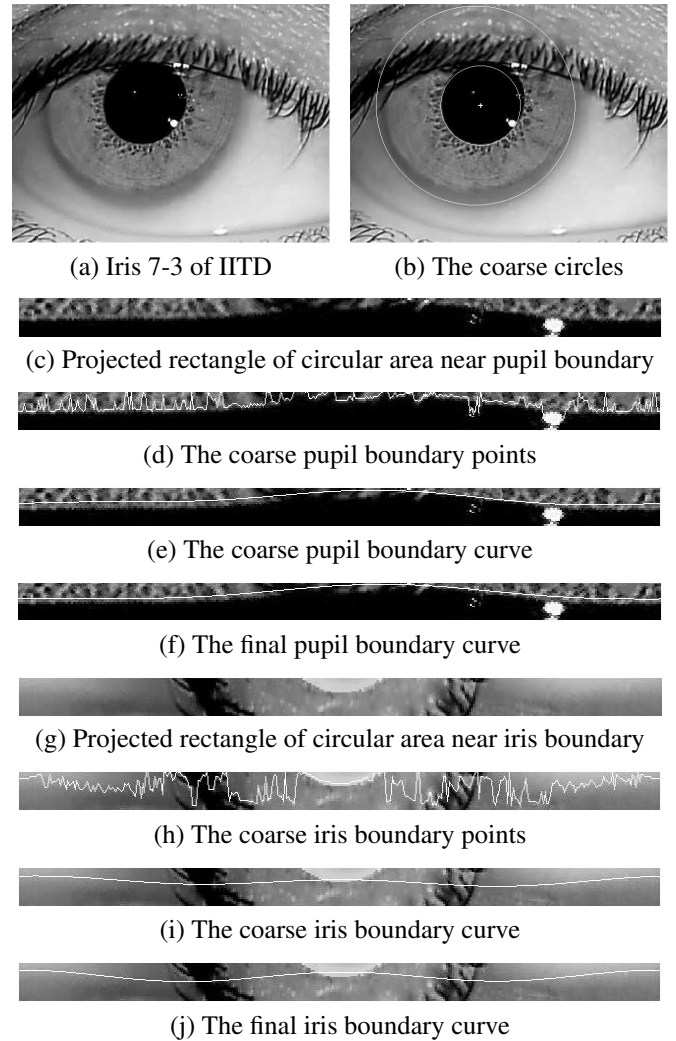 (a) Iris 7-3 of IITD
(b) The coarse circles
(c) Projected rectangle of circular area near pupil boundary
(d) The coarse pupil boundary points
(e) The coarse pupil boundary curve
(f) The final pupil boundary curve
(g) Projected rectangle of circular area near iris boundary
(h) The coarse iris boundary points
(i) The coarse iris boundary curve
(j) The final iris boundary curve